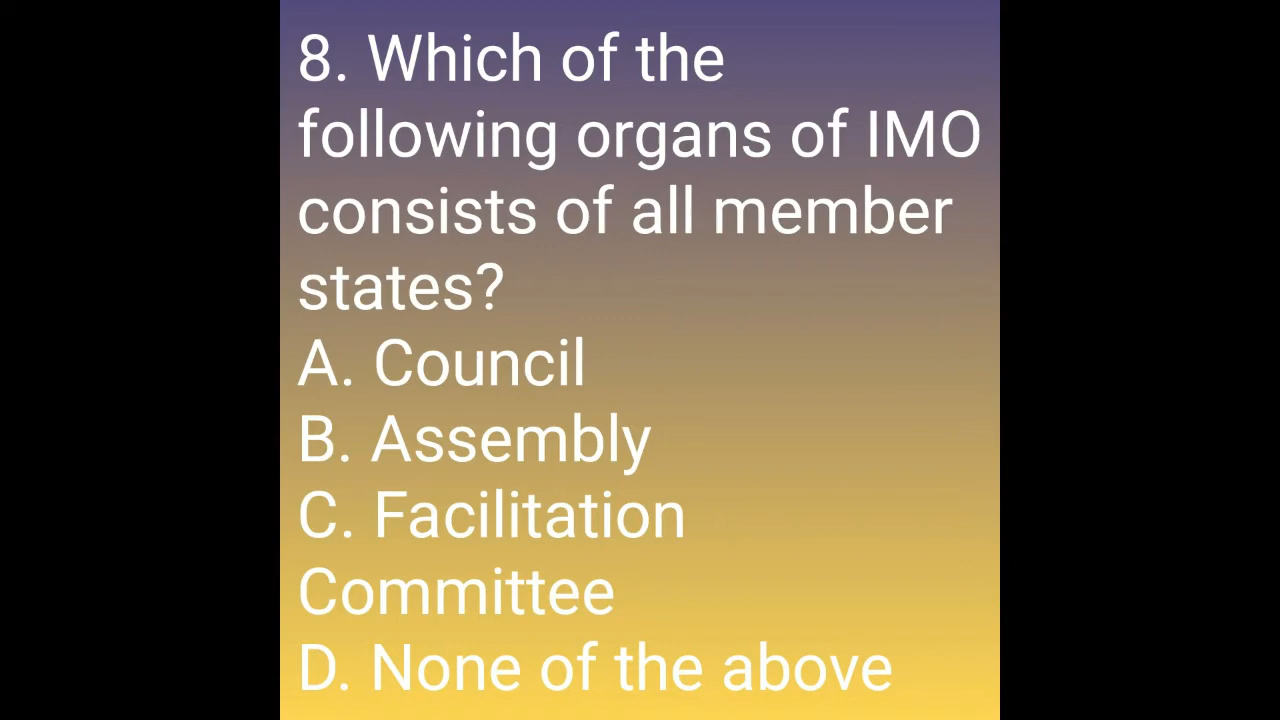 8. Which of the
following organs of IMO
consists of all member
states?
A. Council
B. Assembly
C. Facilitation
Committee
D. None of the above